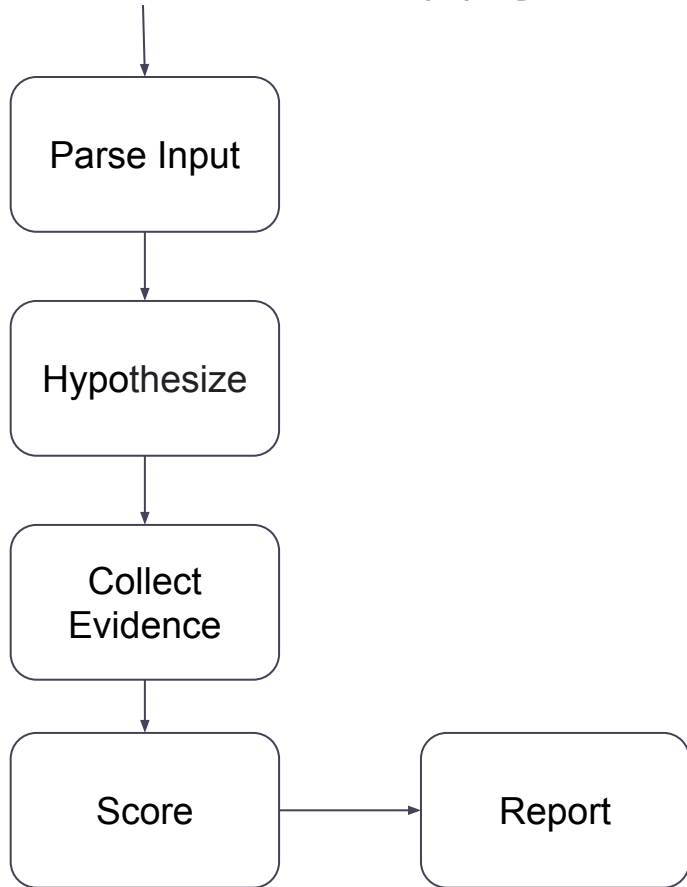 Parse Input
Hypothesize
Collect
Evidence
Score
Report